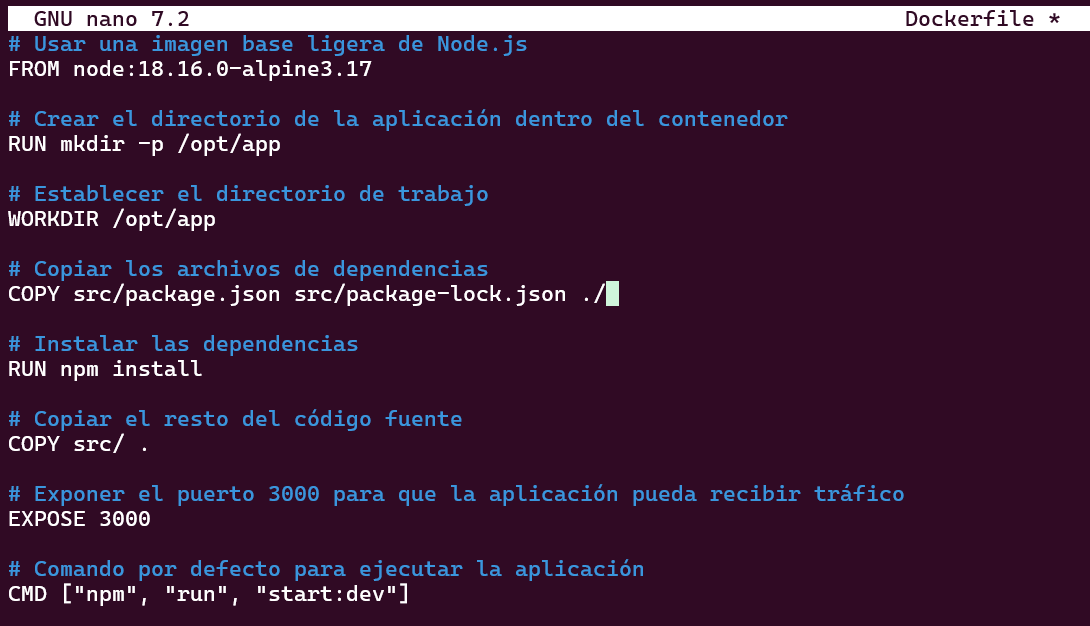 GNU nano 7.2 Dockerfile *
# Usar una imagen base ligera de Node.js
FROM node:18.16.0-alpine3.17
# Crear el directorio de la aplicación dentro del contenedor
RUN mkdir -p /opt/app
# Establecer el directorio de trabajo
WORKDIR /opt/app
# Copiar los archivos de dependencias
COPY src/package.json src/package-lock.json ./
# Instalar las dependencias
RUN npm install
# Copiar el resto del código fuente
COPY src/ .
# Exponer el puerto 3000 para que la aplicación pueda recibir tráfico
EXPOSE 3000
# Comando por defecto para ejecutar la aplicación
CMD ["npm", "run", "start:dev"]